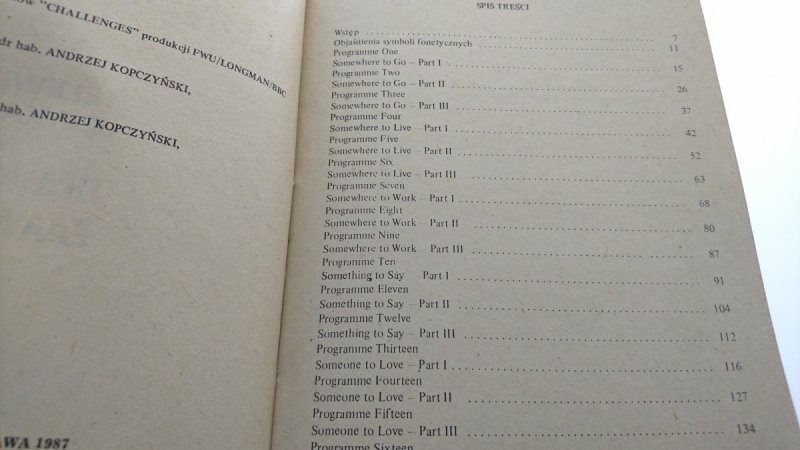 "CHALLENGES" produkcji FWU/LONGMAN/BBC
dr hab. ANDRZEJ KOPCZYŃSKI,
hab. ANDRZEJ KOPCZYŃSKI,
1987
SPIS TREŚCI
Wstęp 7
Objaśnienia symboli fonetycznych 11
Programme One
Somewhere to Go – Part I 15
Programme Two
Somewhere to Go – Part II 26
Programme Three
Somewhere to Go – Part III 37
Programme Four
Somewhere to Live – Part I 42
Programme Five
Somewhere to Live – Part II 52
Programme Six
Somewhere to Live – Part III 63
Programme Seven
Somewhere to Work – Part I 68
Programme Eight
Somewhere to Work – Part II 80
Programme Nine
Somewhere to Work – Part III 87
Programme Ten
Something to Say Part I 91
Programme Eleven
Something to Say – Part II 104
Programme Twelve
Something to Say – Part III 112
Programme Thirteen
Someone to Love – Part I 116
Programme Fourteen
Someone to Love – Part II 127
Programme Fifteen
Someone to Love – Part III 134
Programme Sixteen